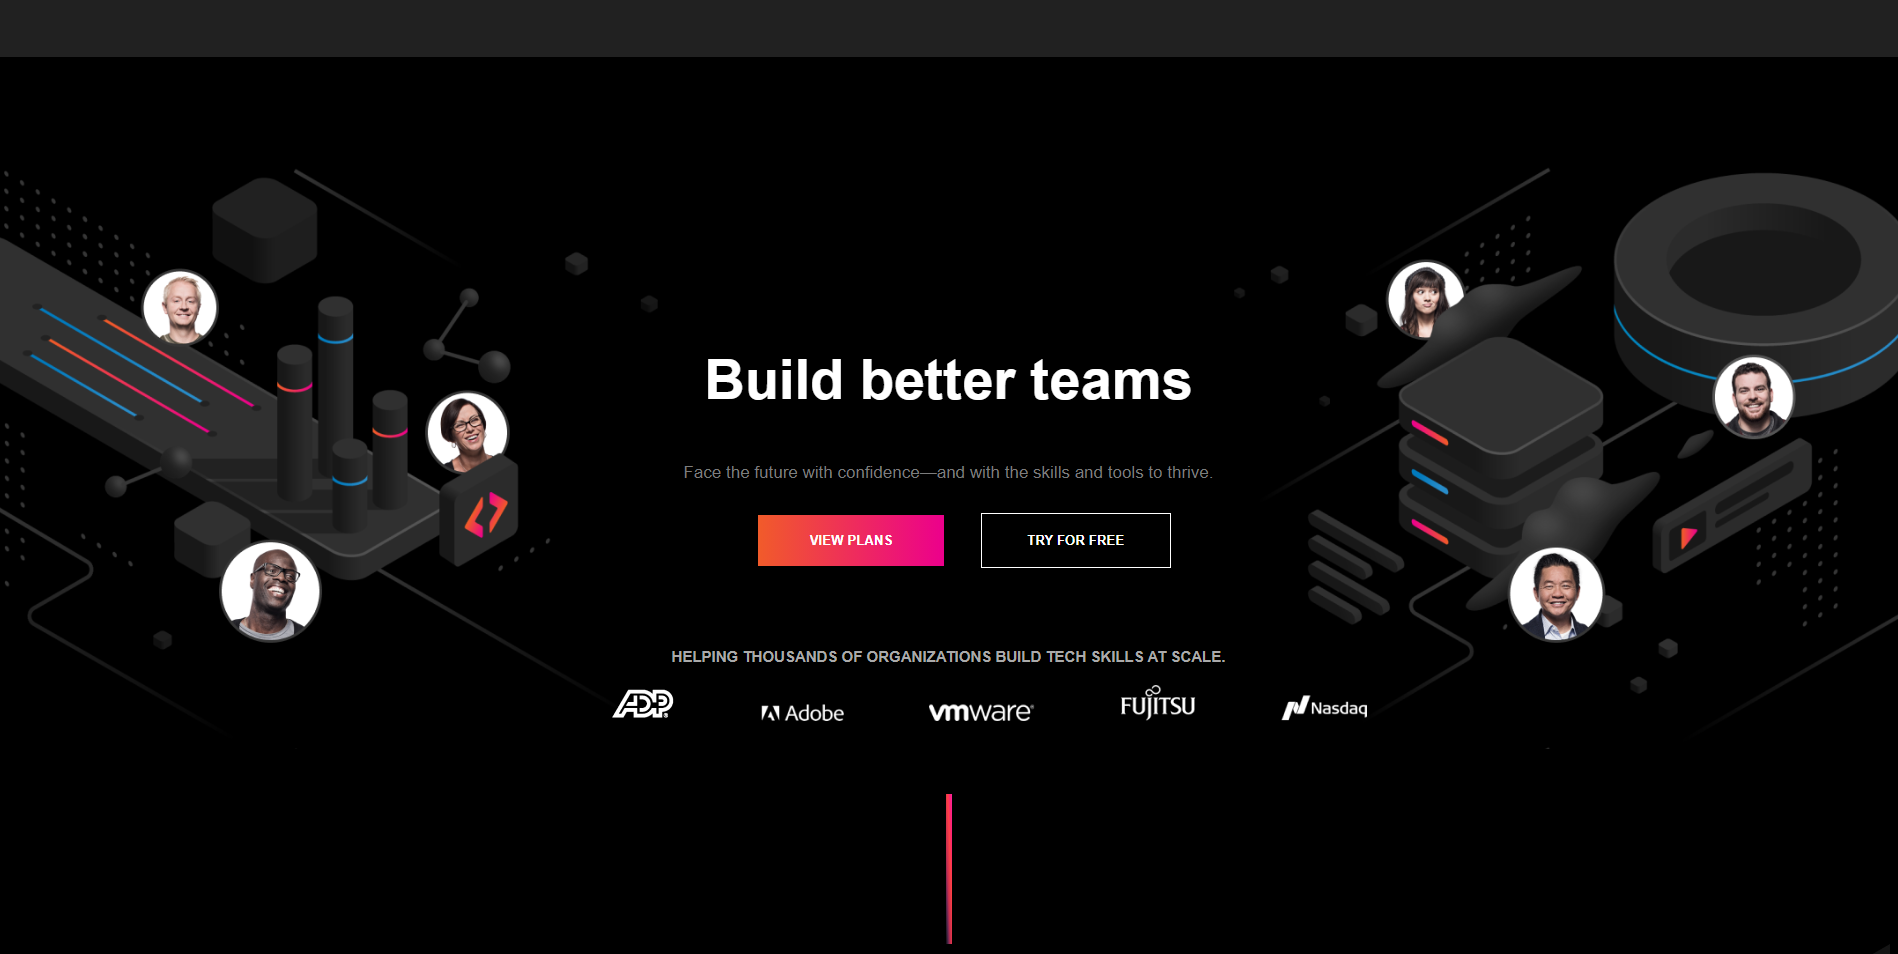 Build better teams
Face the future with confidence—and with the skills and tools to thrive.
VIEW PLANS
TRY FOR FREE
HELPING THOUSANDS OF ORGANIZATIONS BUILD TECH SKILLS AT SCALE.
ADP
Adobe
vmware
FUJITSU
Nasdaq